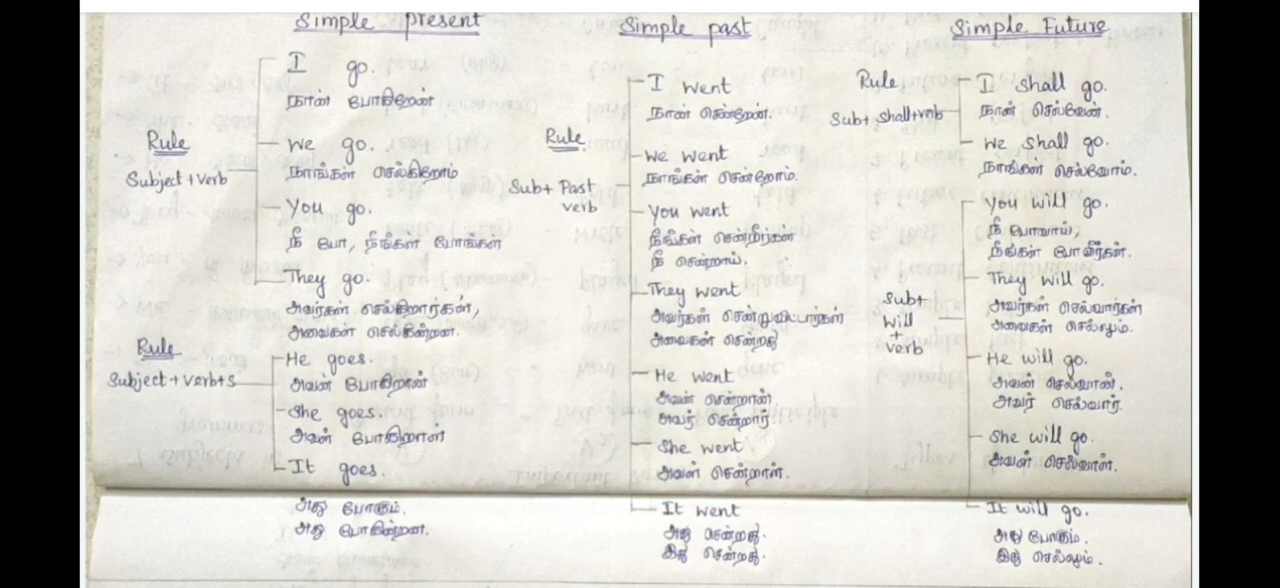 Simple present
I go.
நான் போகிறேன்
Rule
Subject + verb
We go.
நாங்கள் செல்கிறோம்
You go.
நீ போ, நீங்கள் போங்கள்
They go.
அவர்கள் செல்கிறார்கள்,
அவைகள் செல்கின்றன.
Rule
Subject + verb + s
He goes.
அவன் போகிறான்
She goes.
அவள் போகிறாள்
It goes.
அது போகும்.
அது போகின்றன.
Simple past
I went
நான் சென்றேன்.
Rule
Sub + Past
verb
We went
நாங்கள் சென்றோம்.
You went
நீங்கள் சென்றீர்கள்
நீ சென்றாய்.
They went
அவர்கள் சென்றுவிட்டார்கள்
அவைகள் சென்றது
He went
அவன் சென்றான்
அவர் சென்றார்
She went
அவள் சென்றாள்.
It went
அது சென்றது.
இது சென்றது.
Simple Future
Rule
Sub + Shall + verb
I shall go.
நான் செல்வேன்.
We shall go.
நாங்கள் செல்வோம்.
You will go.
நீ போவாய்,
நீங்கள் போவீர்கள்.
They will go.
அவர்கள் செல்வார்கள்
அவைகள் செல்லும்.
Sub +
Will
+
verb
He will go.
அவன் செல்வான்.
அவர் செல்வார்.
She will go.
அவள் செல்வாள்.
It will go.
அது போகும்.
இது செல்லும்.